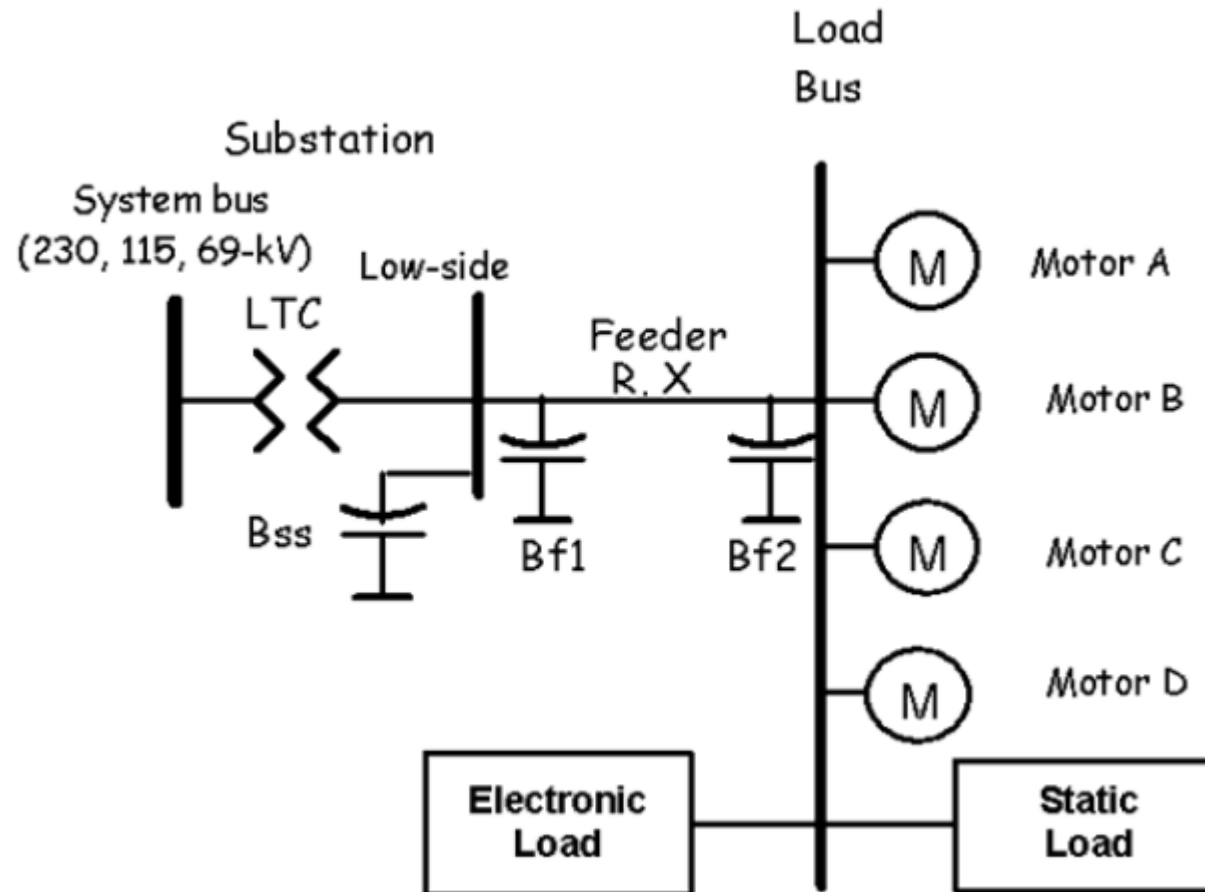 Load
Bus
Substation
System bus
(230, 115, 69-kV)
Low-side
LTC
Feeder
R. X
Bss
Bf1
Bf2
M
Motor A
M
Motor B
M
Motor C
M
Motor D
Electronic
Load
Static
Load